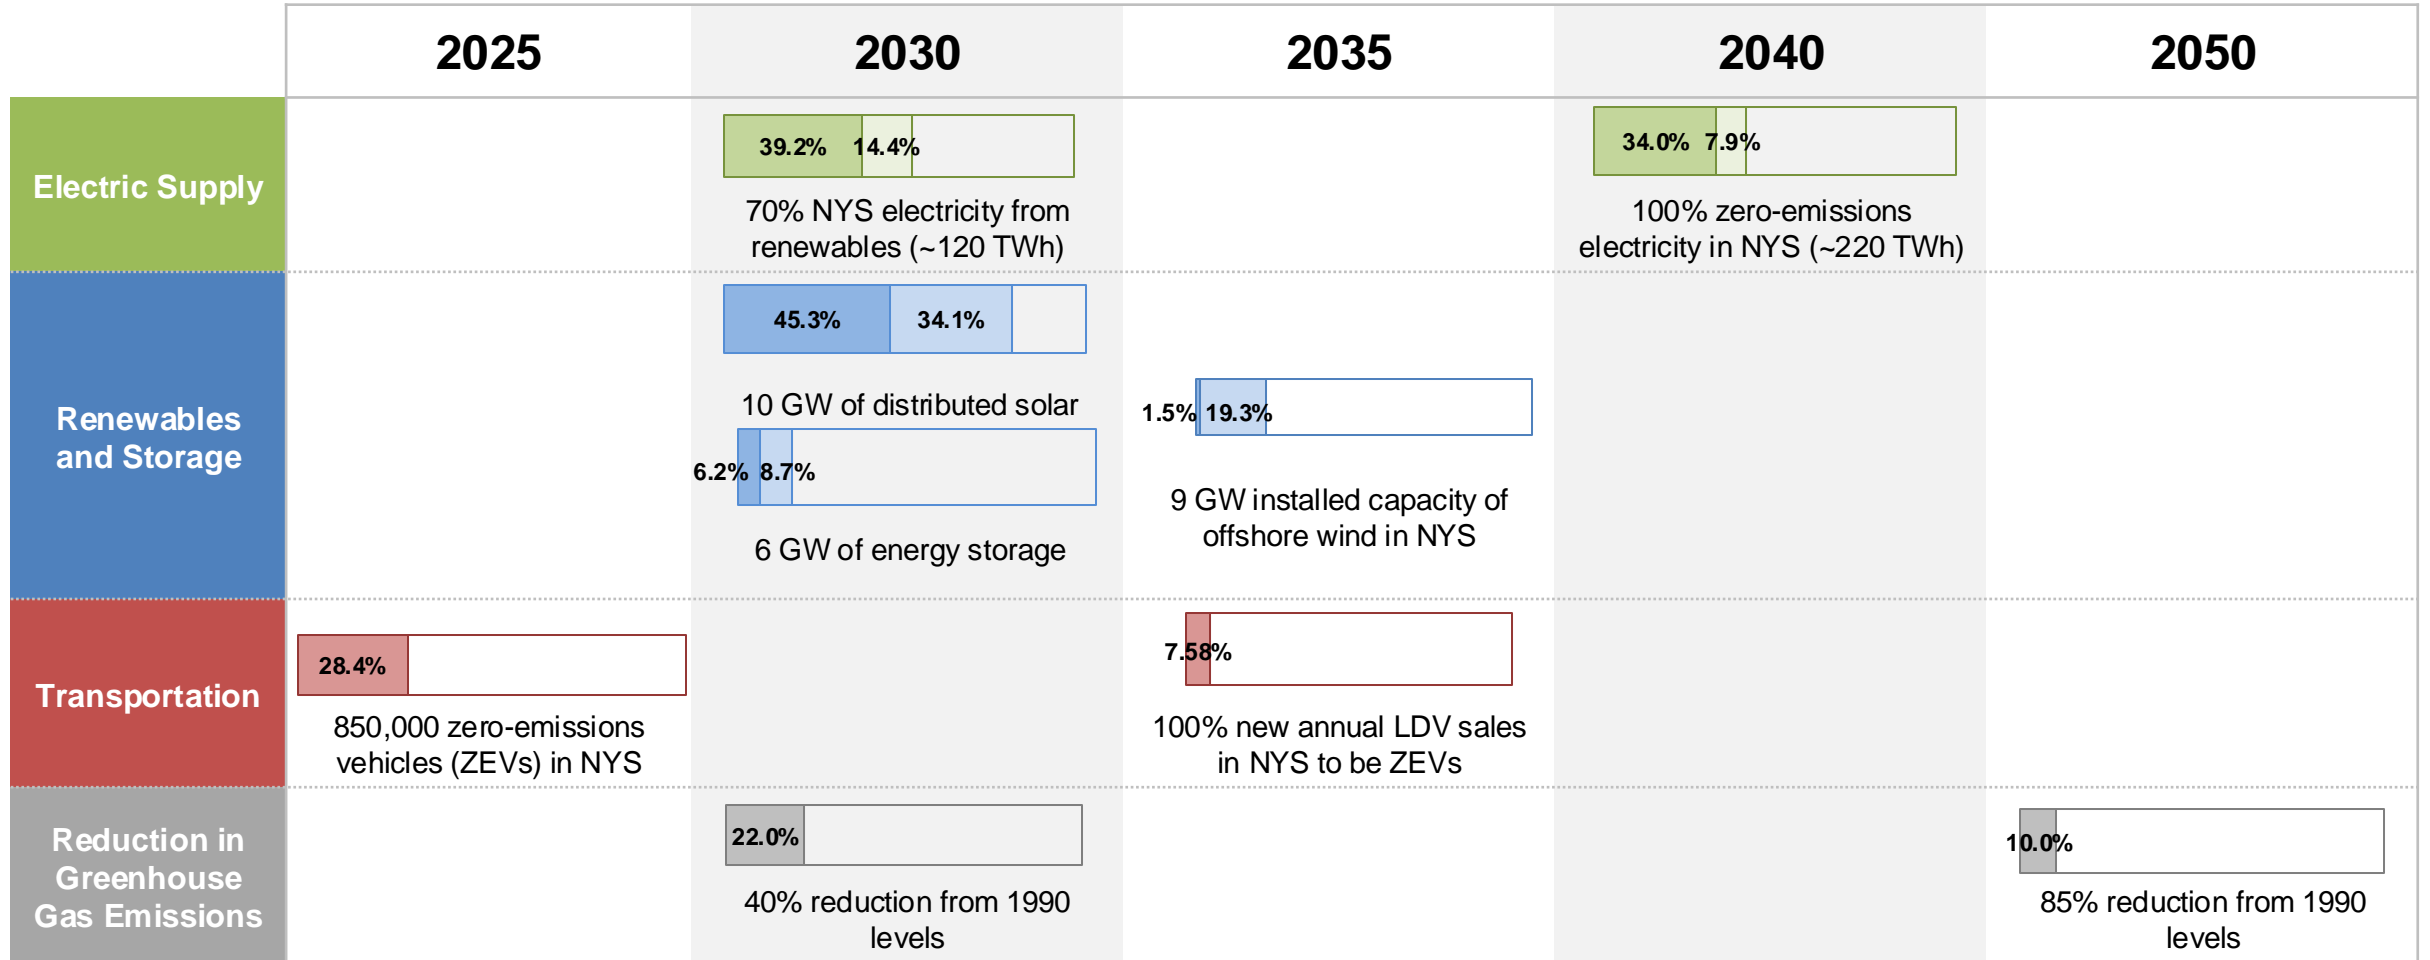 2025
2030
2035
2040
2050
Electric Supply
39.2%
14.4%
70% NYS electricity from
renewables (~120 TWh)
34.0%
7.9%
100% zero-emissions
electricity in NYS (~220 TWh)
Renewables
and Storage
45.3%
34.1%
10 GW of distributed solar
6.2%
8.7%
6 GW of energy storage
1.5%
19.3%
9 GW installed capacity of
offshore wind in NYS
Transportation
28.4%
850,000 zero-emissions
vehicles (ZEVs) in NYS
7.58%
100% new annual LDV sales
in NYS to be ZEVs
Reduction in
Greenhouse
Gas Emissions
22.0%
40% reduction from 1990
levels
10.0%
85% reduction from 1990
levels